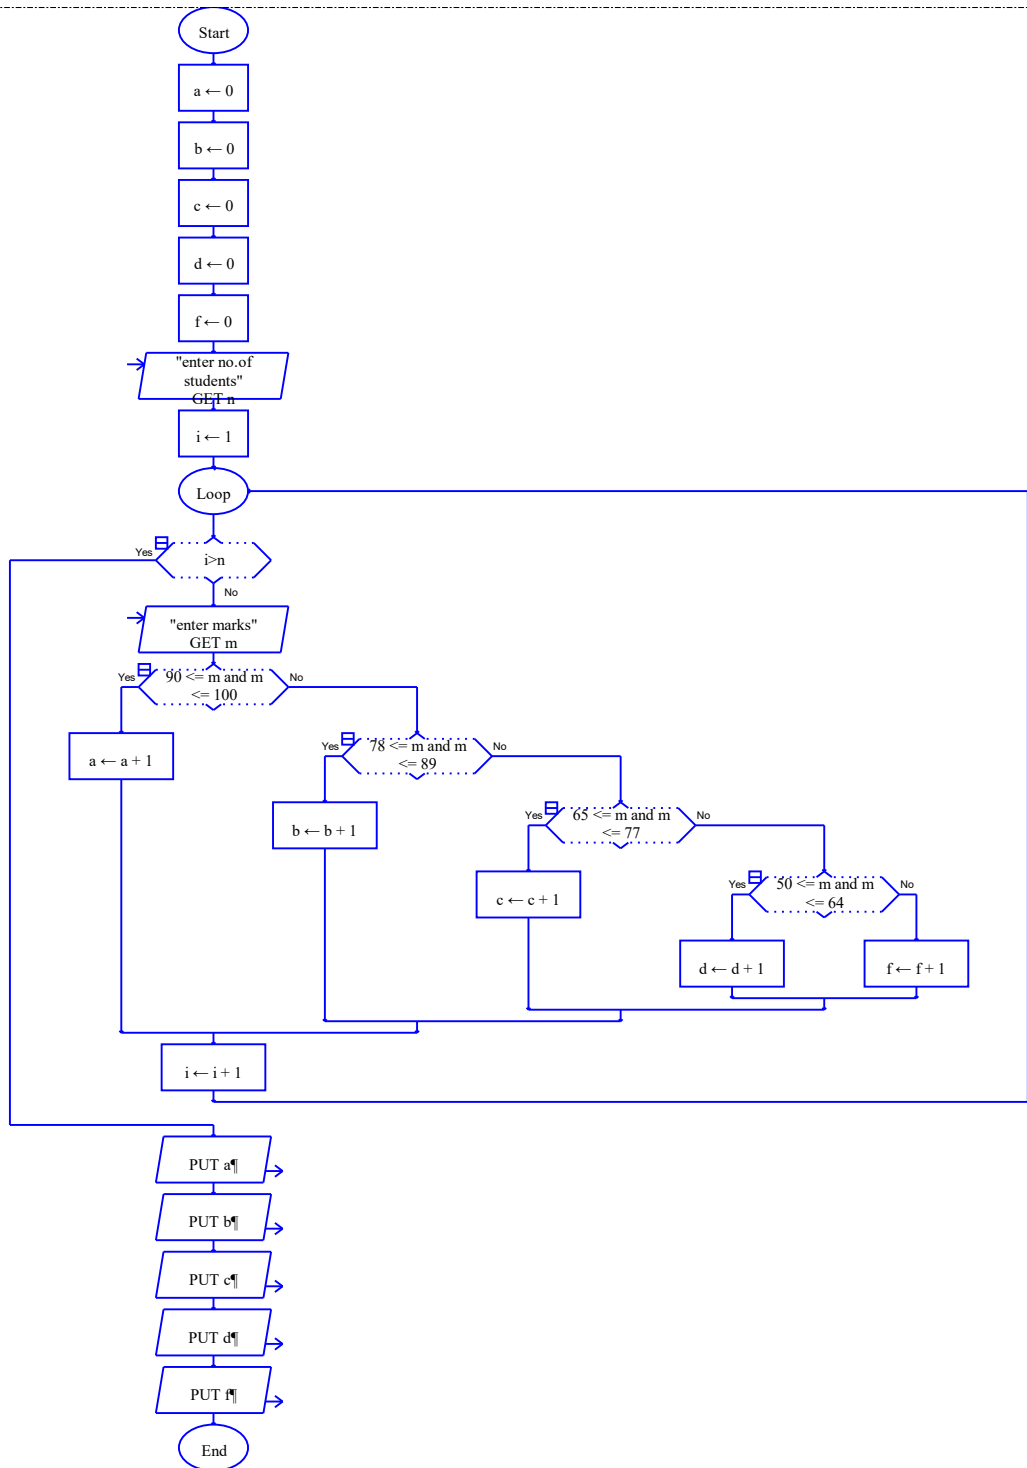 Start
a ← 0
b ← 0
c ← 0
d ← 0
f ← 0
"enter no.of
students"
GET n
i ← 1
Loop
Yes
i>n
No
"enter marks"
GET m
Yes
90 <= m and m
<= 100
No
a ← a + 1
Yes
78 <= m and m
<= 89
No
b ← b + 1
Yes
65 <= m and m
<= 77
No
c ← c + 1
Yes
50 <= m and m
<= 64
No
d ← d + 1
f ← f + 1
i ← i + 1
PUT a¶
PUT b¶
PUT c¶
PUT d¶
PUT f¶
End